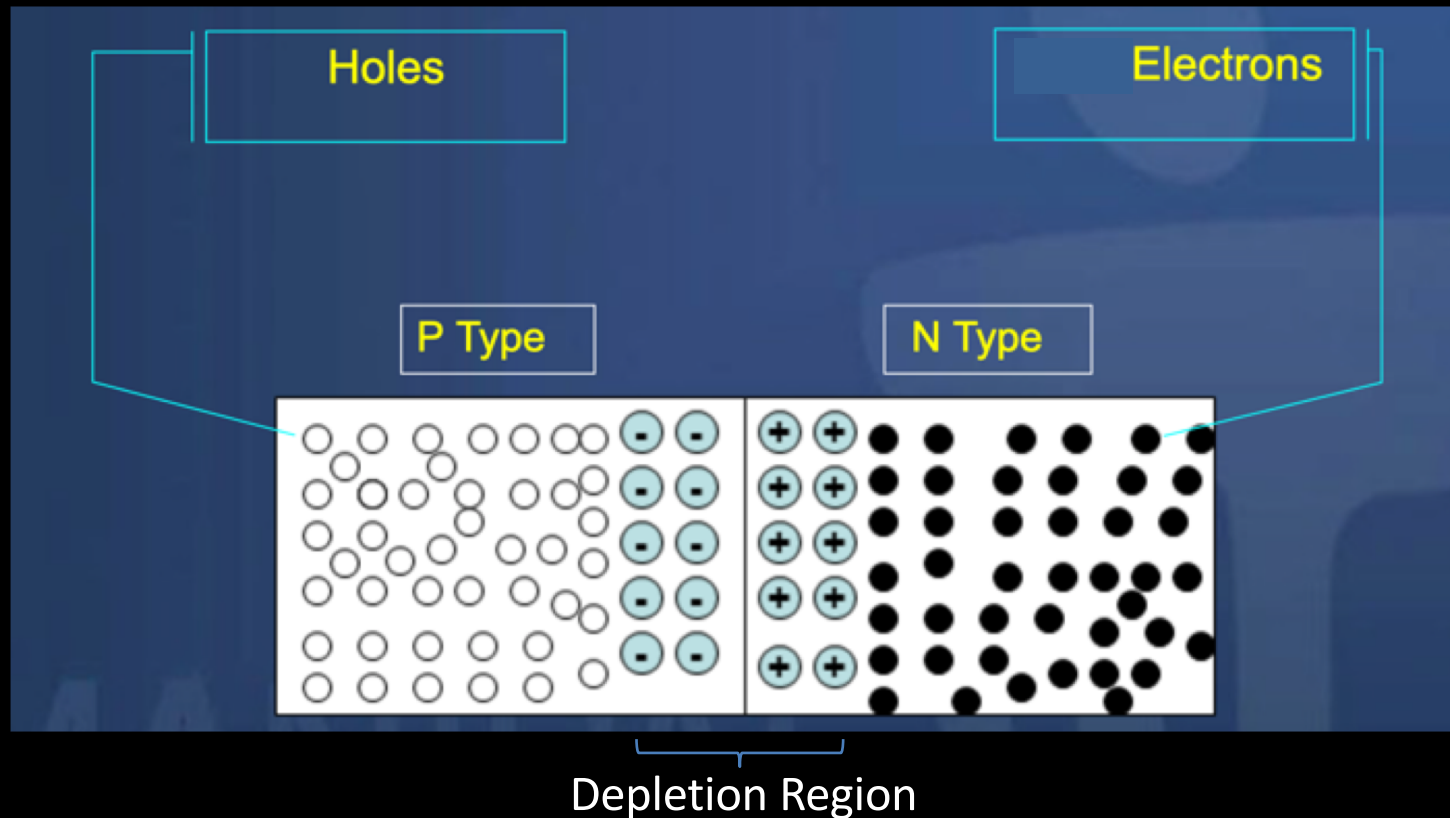 Holes
Electrons
P Type
N Type
- - + +
- - + +
- - + +
- - + +
- - + +
Depletion Region